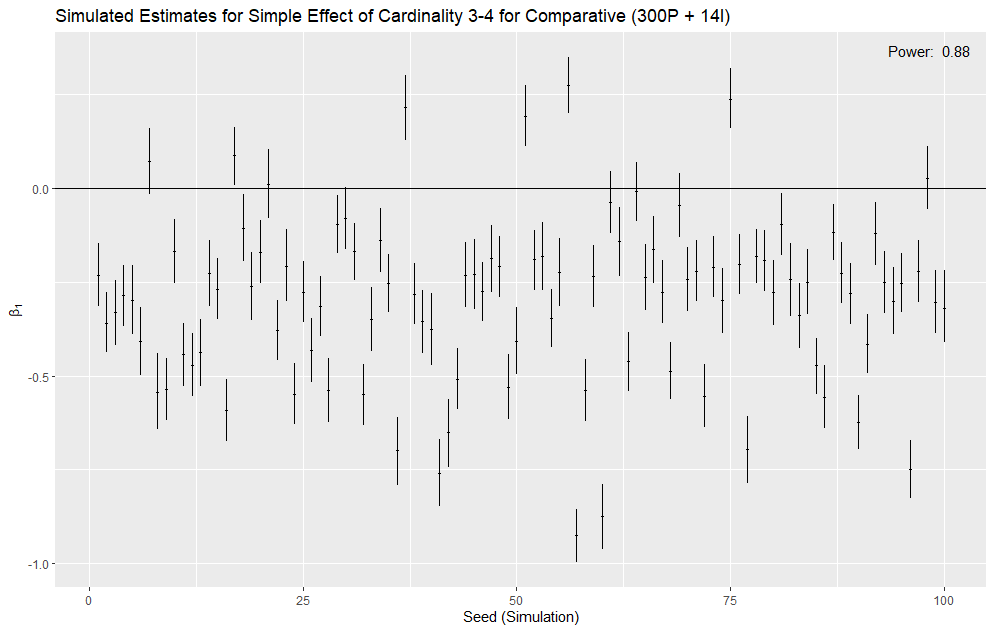 Simulated Estimates for Simple Effect of Cardinality 3-4 for Comparative (300P + 14I)
Power: 0.88
0.0
-0.5
-1.0
β₁
0 25 50 75 100
Seed (Simulation)